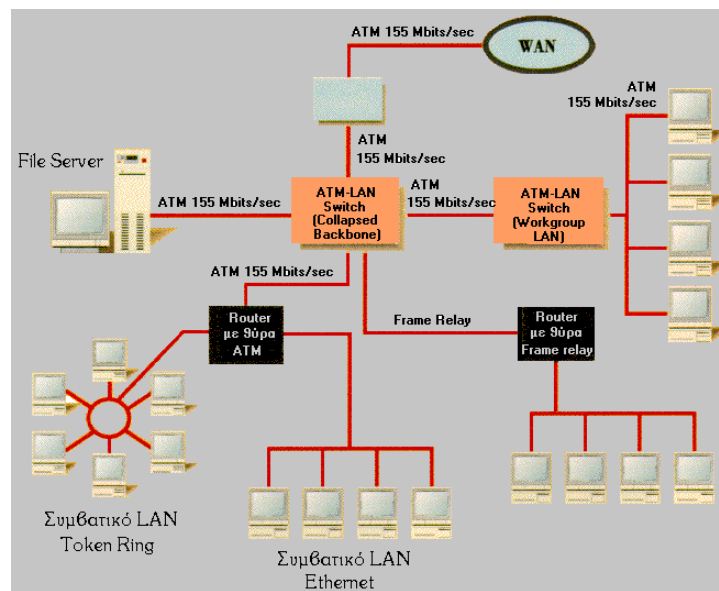 ATM 155 Mbits/sec
WAN
ATM
155 Mbits/sec
ATM
155 Mbits/sec
File Server
ATM 155 Mbits/sec
ATM-LAN
Switch
(Collapsed
Backbone)
ATM
155 Mbits/sec
ATM-LAN
Switch
(Workgroup
LAN)
ATM 155 Mbits/sec
Router
με θύρα
ATM
Frame Relay
Router
με θύρα
Frame relay
Συμβατικό LAN
Token Ring
Συμβατικό LAN
Ethernet